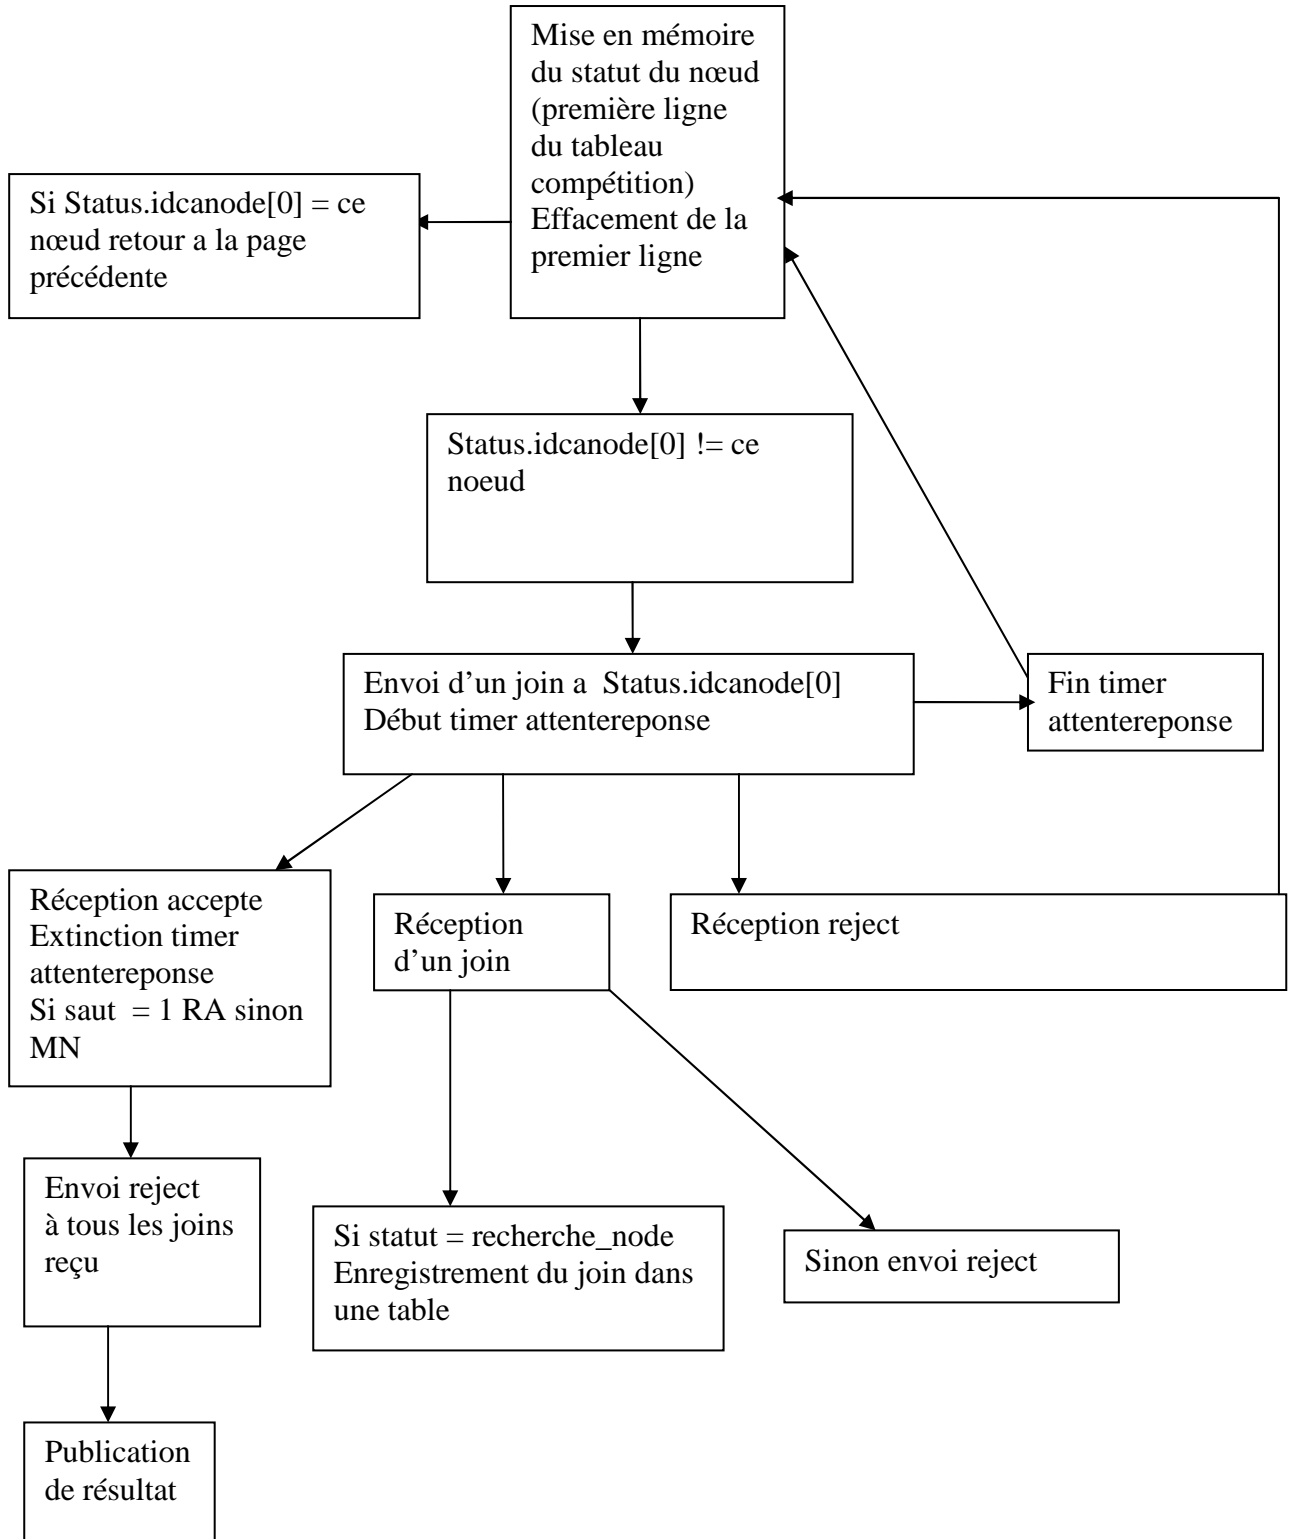 Mise en mémoire
du statut du nœud
(première ligne
du tableau
compétition)
Effacement de la
premier ligne
Si Status.idcanode[0] = ce
nœud retour a la page
précédente
Status.idcanode[0] != ce
noeud
Envoi d’un join a  Status.idcanode[0]
Début timer attentereponse
Fin timer
attentereponse
Réception accepte
Extinction timer
attentereponse
Si saut  = 1 RA sinon
MN
Réception
d’un join
Réception reject
Envoi reject
à tous les joins
reçu
Si statut = recherche_node
Enregistrement du join dans
une table
Sinon envoi reject
Publication
de résultat